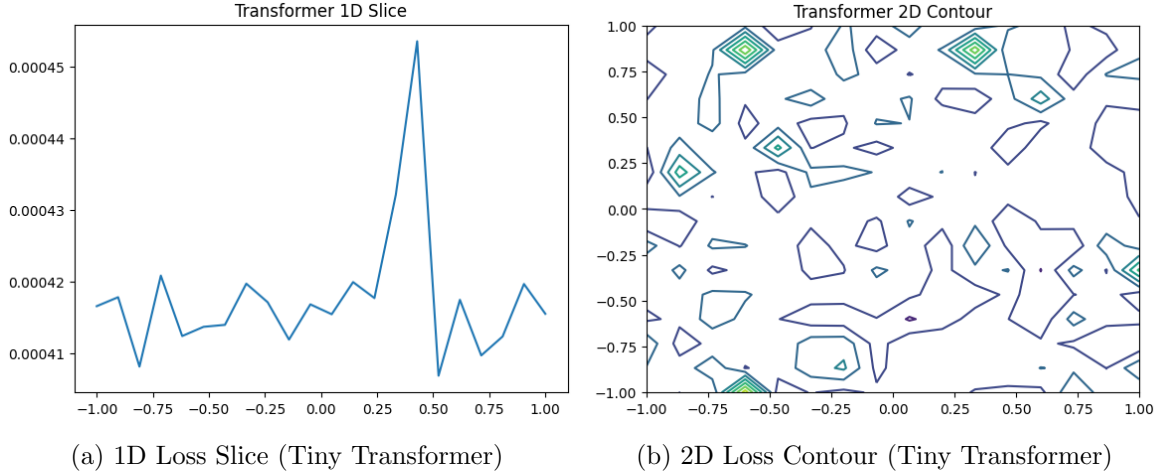 Transformer 1D Slice
0.00045
0.00044
0.00043
0.00042
0.00041
−1.00 −0.75 −0.50 −0.25 0.00 0.25 0.50 0.75 1.00
(a) 1D Loss Slice (Tiny Transformer)
Transformer 2D Contour
1.00
0.75
0.50
0.25
0.00
−0.25
−0.50
−0.75
−1.00
−1.00 −0.75 −0.50 −0.25 0.00 0.25 0.50 0.75 1.00
(b) 2D Loss Contour (Tiny Transformer)